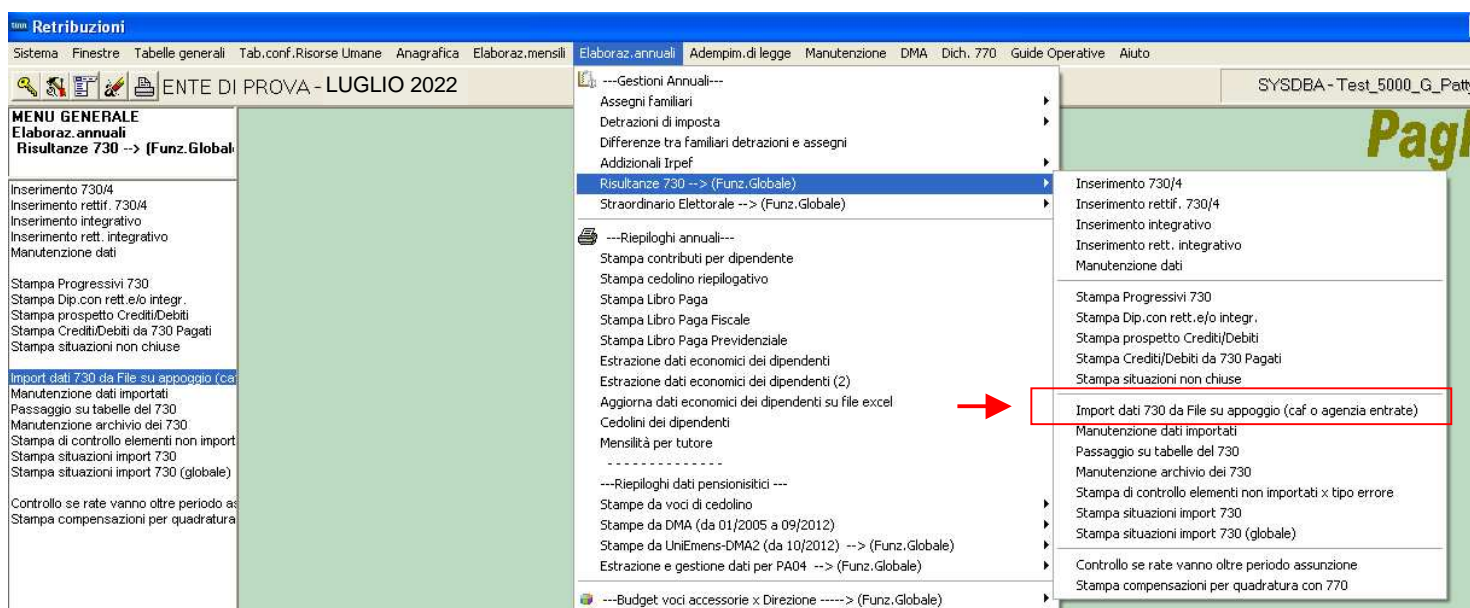 tinn Retribuzioni
Sistema Finestre Tabelle generali Tab.conf.Risorse Umane Anagrafica Elaboraz.mensili Elaboraz.annuali Adempim.di legge Manutenzione DMA Dich. 770 Guide Operative Aiuto
ENTE DI PROVA - LUGLIO 2022
SYSDBA - Test_5000_G_Patty
MENU GENERALE
Elaboraz.annuali
Risultanze 730 --> (Funz.Global
Inserimento 730/4
Inserimento rettif. 730/4
Inserimento integrativo
Inserimento rett. integrativo
Manutenzione dati
Stampa Progressivi 730
Stampa Dip.con rett.e/o integr.
Stampa prospetto Crediti/Debiti
Stampa Crediti/Debiti da 730 Pagati
Stampa situazioni non chiuse
Import dati 730 da File su appoggio (caf
Manutenzione dati importati
Passaggio su tabelle del 730
Manutenzione archivio dei 730
Stampa di controllo elementi non import
Stampa situazioni import 730
Stampa situazioni import 730 (globale)
Controllo se rate vanno oltre periodo as
Stampa compensazioni per quadratura
---Gestioni Annuali---
Assegni familiari
Detrazioni di imposta
Differenze tra familiari detrazioni e assegni
Addizionali Irpef
Risultanze 730 --> (Funz.Globale)
Straordinario Elettorale --> (Funz.Globale)
---Riepiloghi annuali---
Stampa contributi per dipendente
Stampa cedolino riepilogativo
Stampa Libro Paga
Stampa Libro Paga Fiscale
Stampa Libro Paga Previdenziale
Estrazione dati economici dei dipendenti
Estrazione dati economici dei dipendenti (2)
Aggiorna dati economici dei dipendenti su file excel
Cedolini dei dipendenti
Mensilità per tutore
- - - - - - - - - - - - - -
---Riepiloghi dati pensionisitici ---
Stampe da voci di cedolino
Stampe da DMA (da 01/2005 a 09/2012)
Stampe da UniEmens-DMA2 (da 10/2012) --> (Funz.Globale)
Estrazione e gestione dati per PA04 --> (Funz.Globale)
---Budget voci accessorie x Direzione -----> (Funz.Globale)
Pag
Inserimento 730/4
Inserimento rettif. 730/4
Inserimento integrativo
Inserimento rett. integrativo
Manutenzione dati
Stampa Progressivi 730
Stampa Dip.con rett.e/o integr.
Stampa prospetto Crediti/Debiti
Stampa Crediti/Debiti da 730 Pagati
Stampa situazioni non chiuse
Import dati 730 da File su appoggio (caf o agenzia entrate)
Manutenzione dati importati
Passaggio su tabelle del 730
Manutenzione archivio dei 730
Stampa di controllo elementi non importati x tipo errore
Stampa situazioni import 730
Stampa situazioni import 730 (globale)
Controllo se rate vanno oltre periodo assunzione
Stampa compensazioni per quadratura con 770